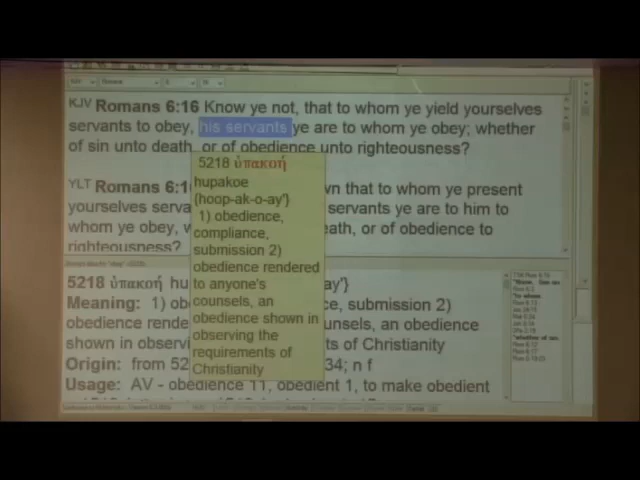 KJV Romans 6:16 Know ye not, that to whom ye yield yourselves
servants to obey, his servants ye are to whom ye obey; whether
of sin unto death, or of obedience unto righteousness?
5218 ὑπακοή
hupakoe
{hoop-ak-o-ay'}
1) obedience,
compliance,
submission 2)
obedience rendered
to anyone's
counsels, an
obedience shown in
observing the
requirements of
Christianity
YLT Romans 6:1 n that to whom ye present
yourselves serva servants ye are to him to
whom ye obey, w ath, or of obedience to
righteousness?
5218 ὑπακοή hu ay'}
Meaning: 1) obe ce, submission 2)
obedience rende unsels, an obedience
shown in observi ts of Christianity
Origin: from 52 34; n f
Usage: AV - obedience 11, obedient 1, to make obedient